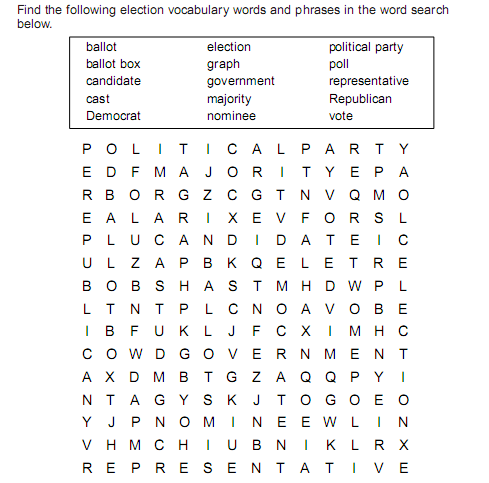 Find the following election vocabulary words and phrases in the word search
below.
ballot election political party
ballot box graph poll
candidate government representative
cast majority Republican
Democrat nominee vote
P O L I T I C A L P A R T Y
E D F M A J O R I T Y E P A
R B O R G Z C G T N V Q M O
E A L A R I X E V F O R S L
P L U C A N D I D A T E I C
U L Z A P B K Q E L E T R E
B O B S H A S T M H D W P L
L T N T P L C N O A V O B E
I B F U K L J F C X I M H C
C O W D G O V E R N M E N T
A X D M B T G Z A Q Q P Y I
N T A G Y S K J T O G O E O
Y J P N O M I N E E W L I N
V H M C H I U B N I K L R X
R E P R E S E N T A T I V E